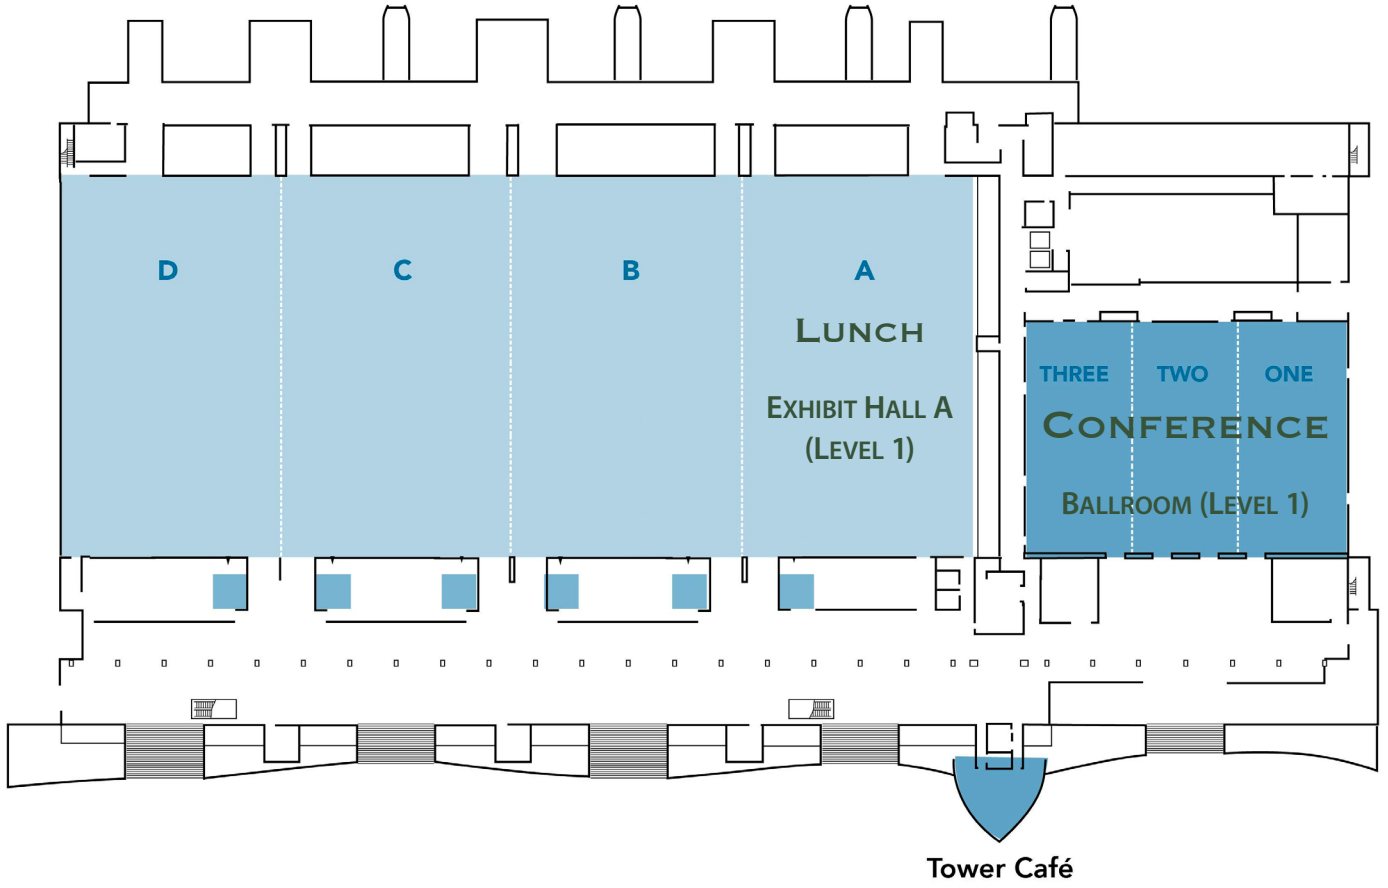 D
C
B
A
LUNCH
EXHIBIT HALL A
(LEVEL 1)
THREE
TWO
ONE
CONFERENCE
BALLROOM (LEVEL 1)
Tower Café